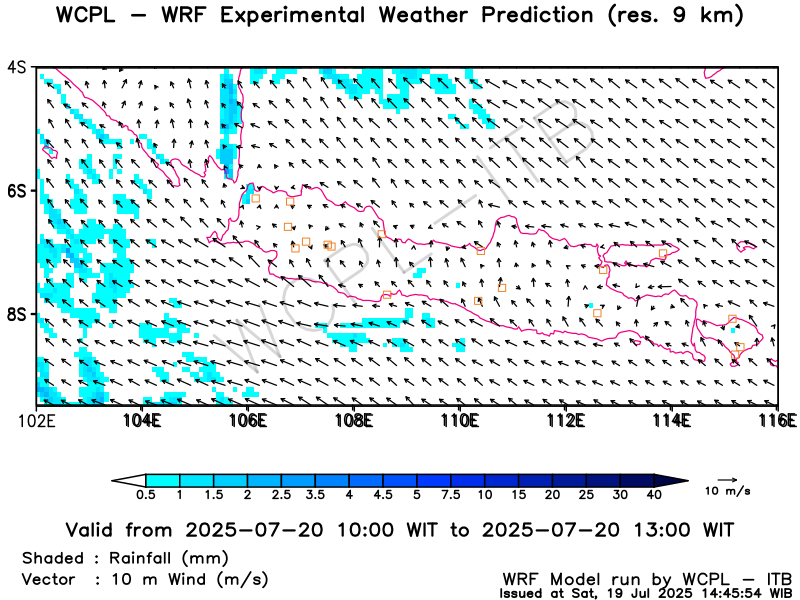 WCPL – WRF Experimental Weather Prediction (res. 9 km)
4S
6S
8S
WCPL-ITB
102E 104E 106E 108E 110E 112E 114E 116E
0.5 1 1.5 2 2.5 3.5 4 4.5 5 7.5 10 15 20 25 30 40
10 m/s
Valid from 2025-07-20 10:00 WIT to 2025-07-20 13:00 WIT
Shaded : Rainfall (mm)
Vector : 10 m Wind (m/s)
WRF Model run by WCPL – ITB
Issued at Sat, 19 Jul 2025 14:45:54 WIB